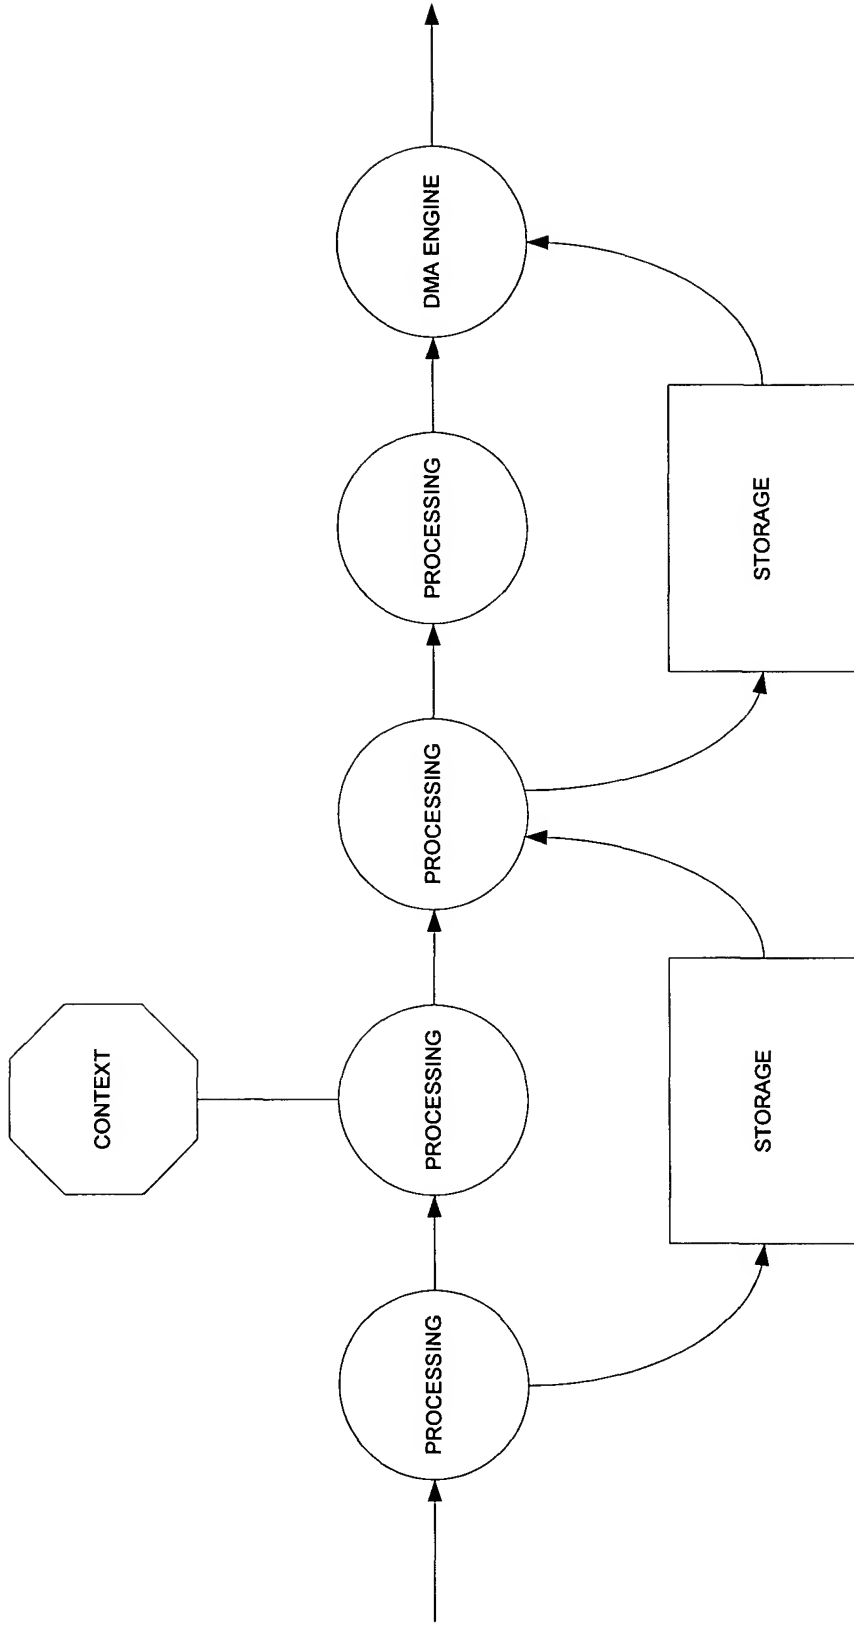 CONTEXT
PROCESSING
PROCESSING
PROCESSING
PROCESSING
DMA ENGINE
STORAGE
STORAGE